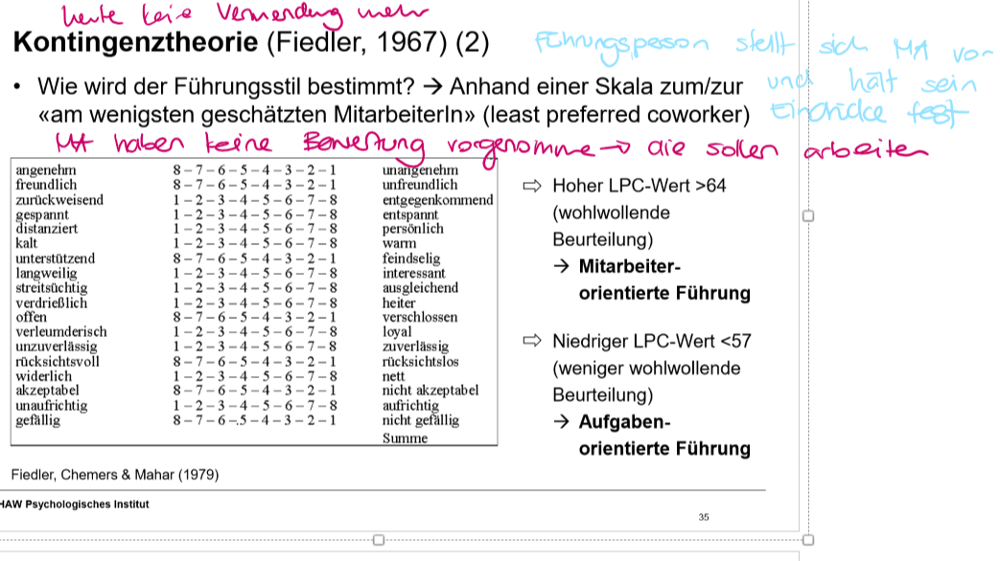 heute keie Verwendung mehr
Kontingenztheorie (Fiedler, 1967) (2)
Führungsperson stellt sich MA vor
und hält sein
Eindrücke fest
• Wie wird der Führungsstil bestimmt? → Anhand einer Skala zum/zur
«am wenigsten geschätzten MitarbeiterIn» (least preferred coworker)
MA haben keine Bewertung vorgenomme → die sollen arbeiten
angenehm 8 – 7 – 6 – 5 – 4 – 3 – 2 – 1 unangenehm
freundlich 8 – 7 – 6 – 5 – 4 – 3 – 2 – 1 unfreundlich
zurückweisend 1 – 2 – 3 – 4 – 5 – 6 – 7 – 8 entgegenkommend
gespannt 1 – 2 – 3 – 4 – 5 – 6 – 7 – 8 entspannt
distanziert 1 – 2 – 3 – 4 – 5 – 6 – 7 – 8 persönlich
kalt 1 – 2 – 3 – 4 – 5 – 6 – 7 – 8 warm
unterstützend 8 – 7 – 6 – 5 – 4 – 3 – 2 – 1 feindselig
langweilig 1 – 2 – 3 – 4 – 5 – 6 – 7 – 8 interessant
streitsüchtig 1 – 2 – 3 – 4 – 5 – 6 – 7 – 8 ausgleichend
verdrießlich 1 – 2 – 3 – 4 – 5 – 6 – 7 – 8 heiter
offen 8 – 7 – 6 – 5 – 4 – 3 – 2 – 1 verschlossen
verleumderisch 1 – 2 – 3 – 4 – 5 – 6 – 7 – 8 loyal
unzuverlässig 1 – 2 – 3 – 4 – 5 – 6 – 7 – 8 zuverlässig
rücksichtsvoll 8 – 7 – 6 – 5 – 4 – 3 – 2 – 1 rücksichtslos
widerlich 1 – 2 – 3 – 4 – 5 – 6 – 7 – 8 nett
akzeptabel 8 – 7 – 6 – 5 – 4 – 3 – 2 – 1 nicht akzeptabel
unaufrichtig 1 – 2 – 3 – 4 – 5 – 6 – 7 – 8 aufrichtig
gefällig 8 – 7 – 6 –.5 – 4 – 3 – 2 – 1 nicht gefällig
Summe
⇨ Hoher LPC-Wert >64
(wohlwollende
Beurteilung)
→ Mitarbeiter-
orientierte Führung
⇨ Niedriger LPC-Wert <57
(weniger wohlwollende
Beurteilung)
→ Aufgaben-
orientierte Führung
Fiedler, Chemers & Mahar (1979)
HAW Psychologisches Institut
35